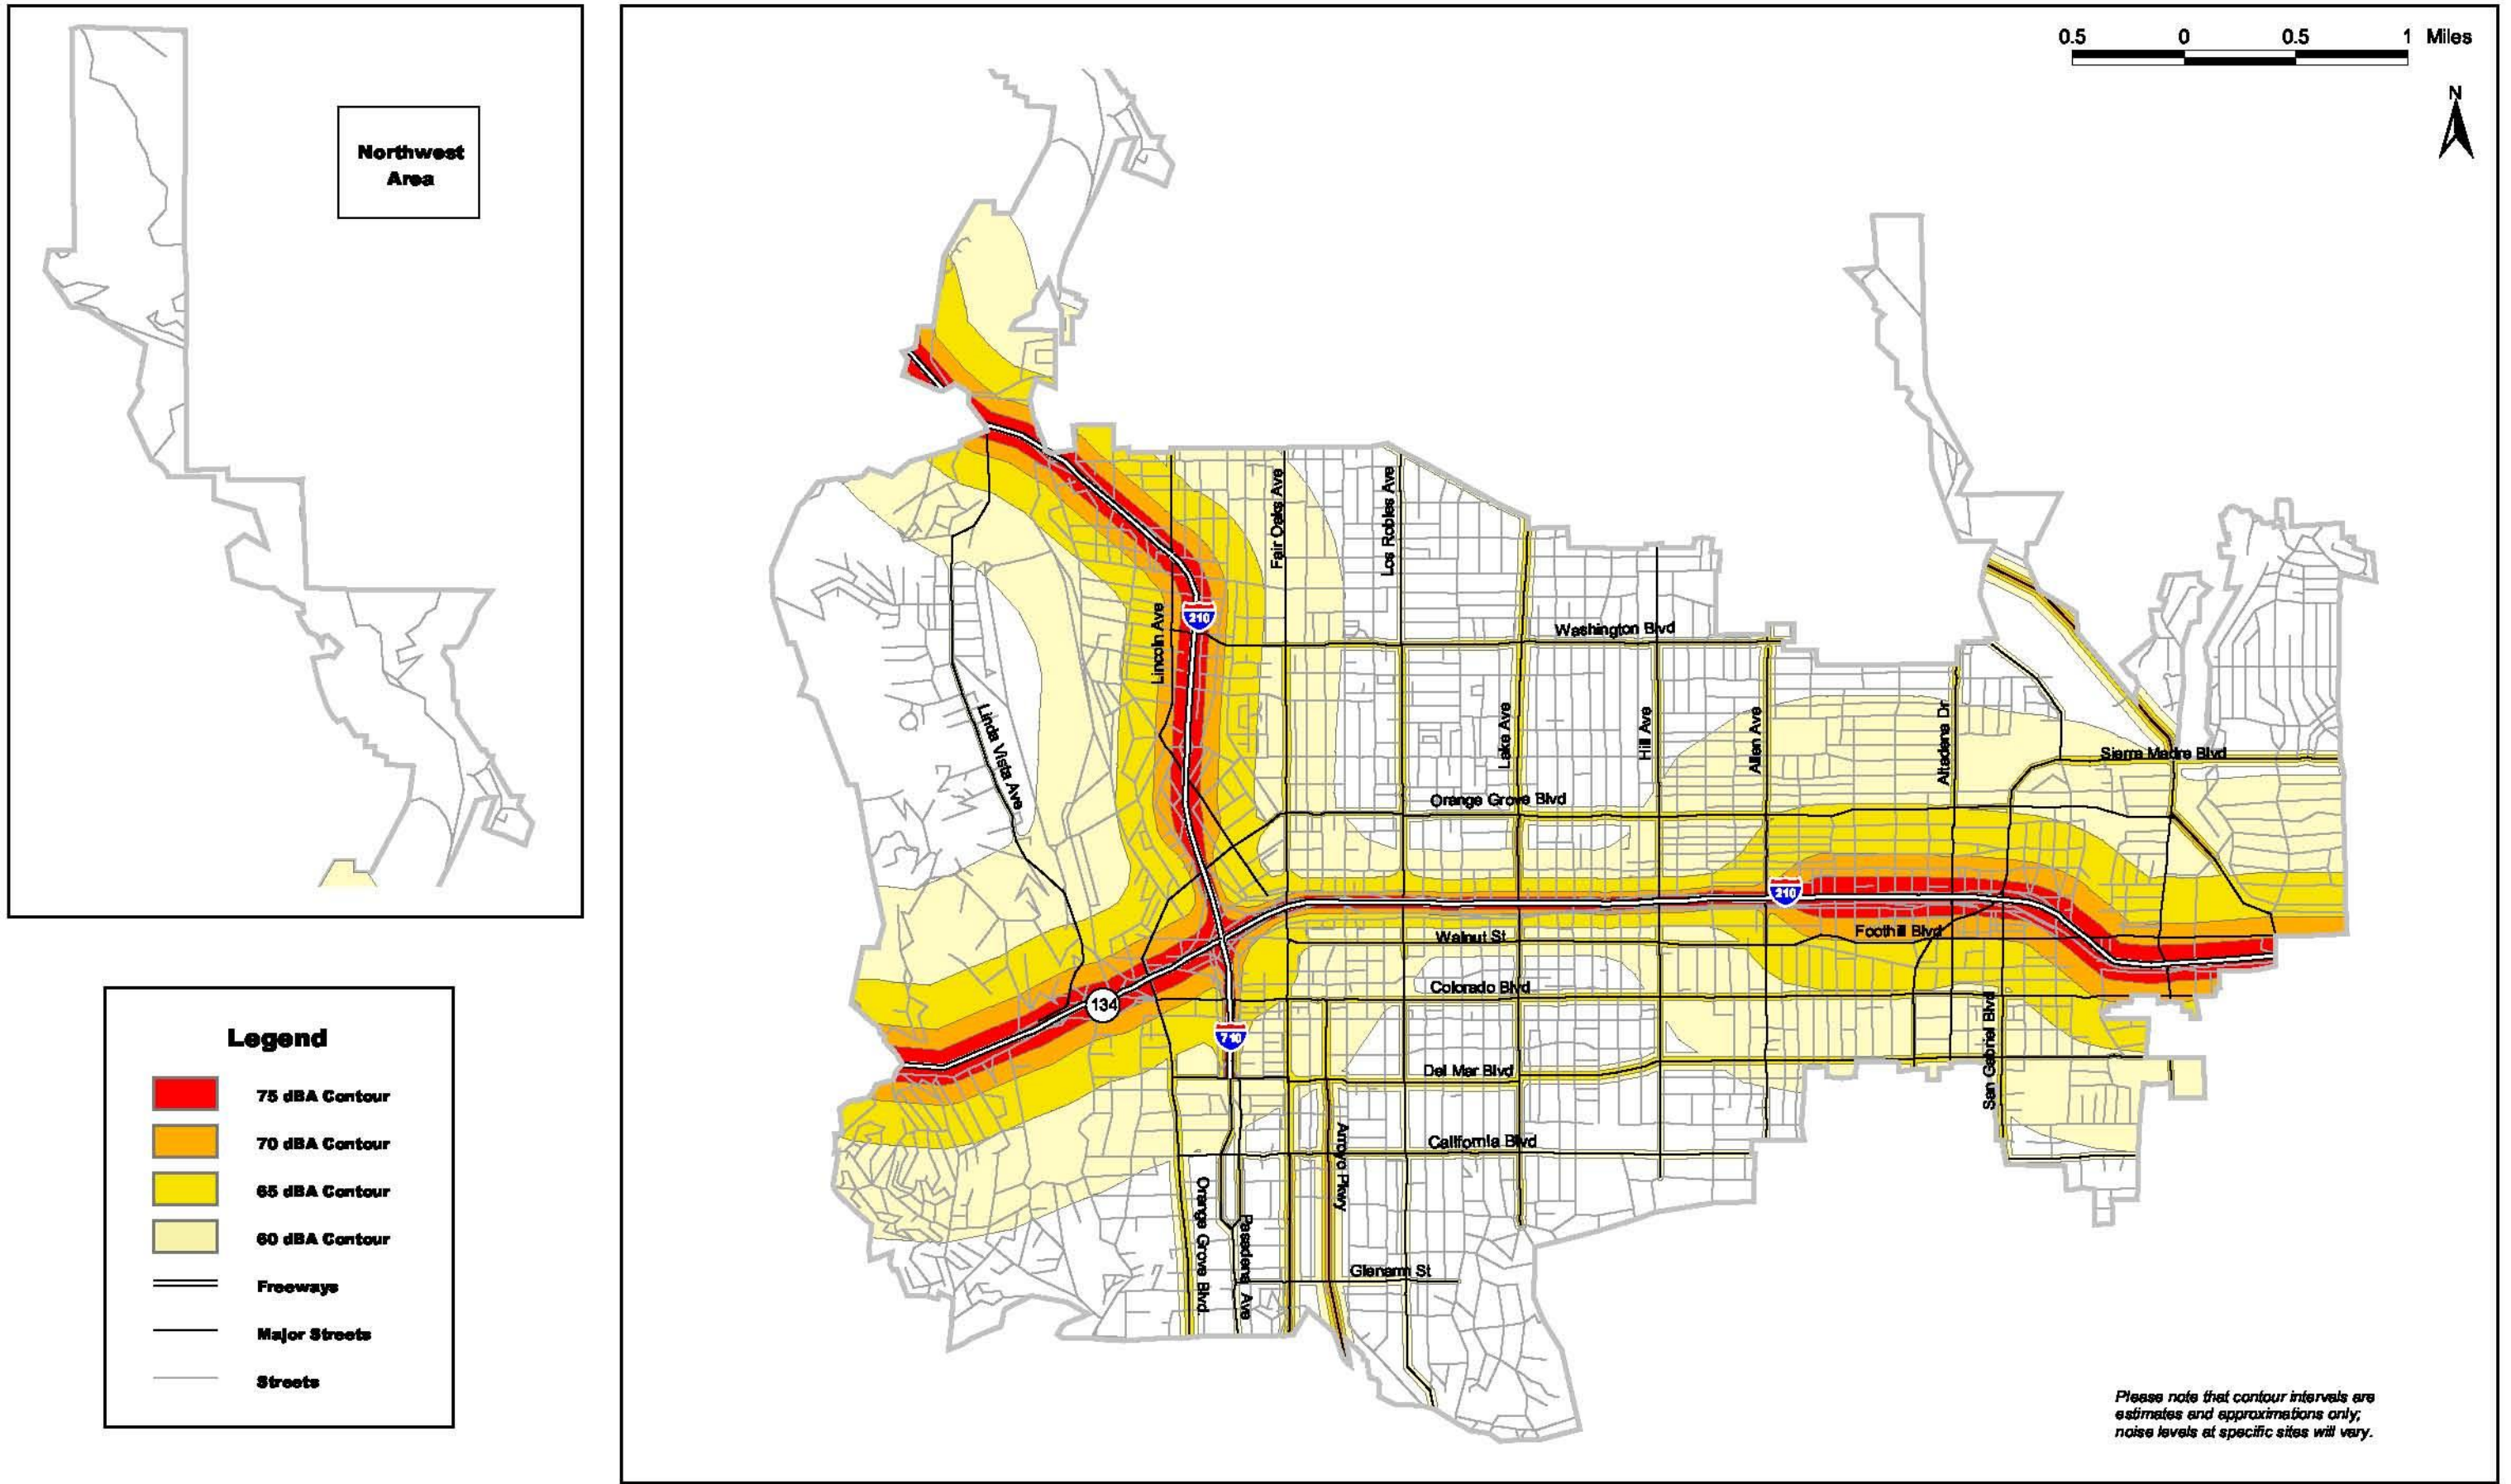 Northwest
Area
0.5 0 0.5 1 Miles
N
Fair Oaks Ave
Los Robles Ave
Lincoln Ave
210
Washington Blvd
Linda Vista Ave
Lake Ave
Hill Ave
Allen Ave
Altadena Dr
Sierra Madre Blvd
Orange Grove Blvd
210
Walnut St
Foothill Blvd
Colorado Blvd
134
710
San Gabriel Blvd
Del Mar Blvd
Arroyo Pkwy
California Blvd
Orange Grove Blvd.
Pasadena Ave
Glenarm St
Legend
75 dBA Contour
70 dBA Contour
65 dBA Contour
60 dBA Contour
Freeways
Major Streets
Streets
Please note that contour intervals are
estimates and approximations only;
noise levels at specific sites will vary.